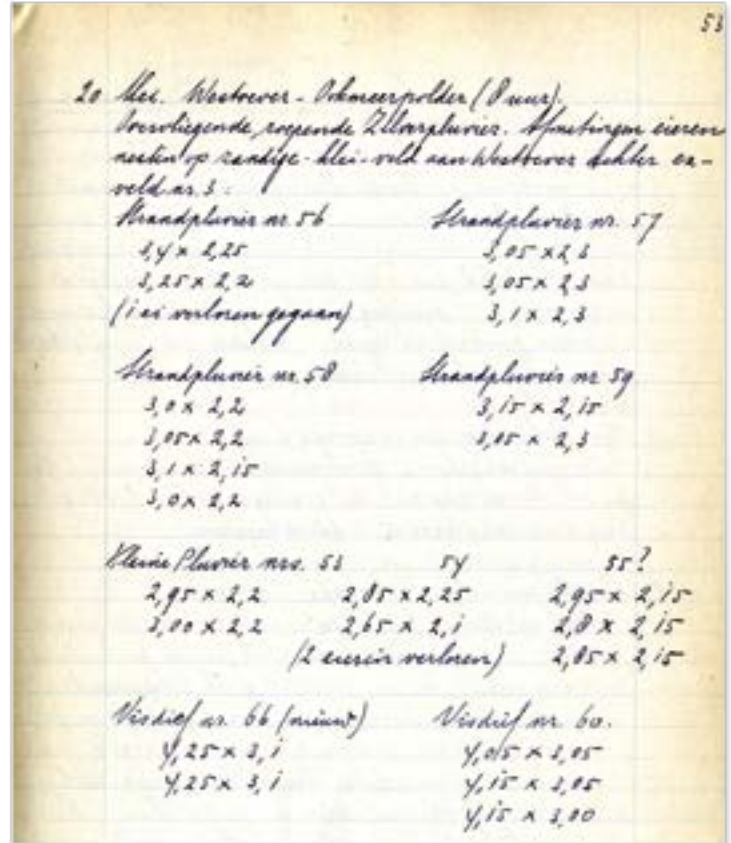 53
20 Mei. Westoever - Ookmeerpolder (8 uur).
Overvliegende, roepende Zilverplevier. Afmetingen eieren
nesten op zandige-klei-veld aan Westoever achter
veld nr. 3.
Strandplevier nr 56 Strandplevier nr. 57
3,4 x 2,25 3,05 x 2,3
3,25 x 2,2 3,05 x 2,3
(1 ei verloren gegaan) 3,1 x 2,3
Strandplevier nr. 58 Strandplevier nr 59
3,0 x 2,2 3,15 x 2,15
3,05 x 2,2 3,05 x 2,3
3,1 x 2,15
3,0 x 2,2
Kleine Plevier nrs. 53 54 55?
2,95 x 2,2 2,85 x 2,25 2,95 x 2,15
3,00 x 2,2 2,65 x 2,1 2,8 x 2,15
(2 eieren verloren) 2,85 x 2,15
Visdief nr. 66 (nieuw) Visdief nr. 60.
4,25 x 3,1 4,05 x 3,05
4,25 x 3,1 4,15 x 3,05
4,15 x 3,00